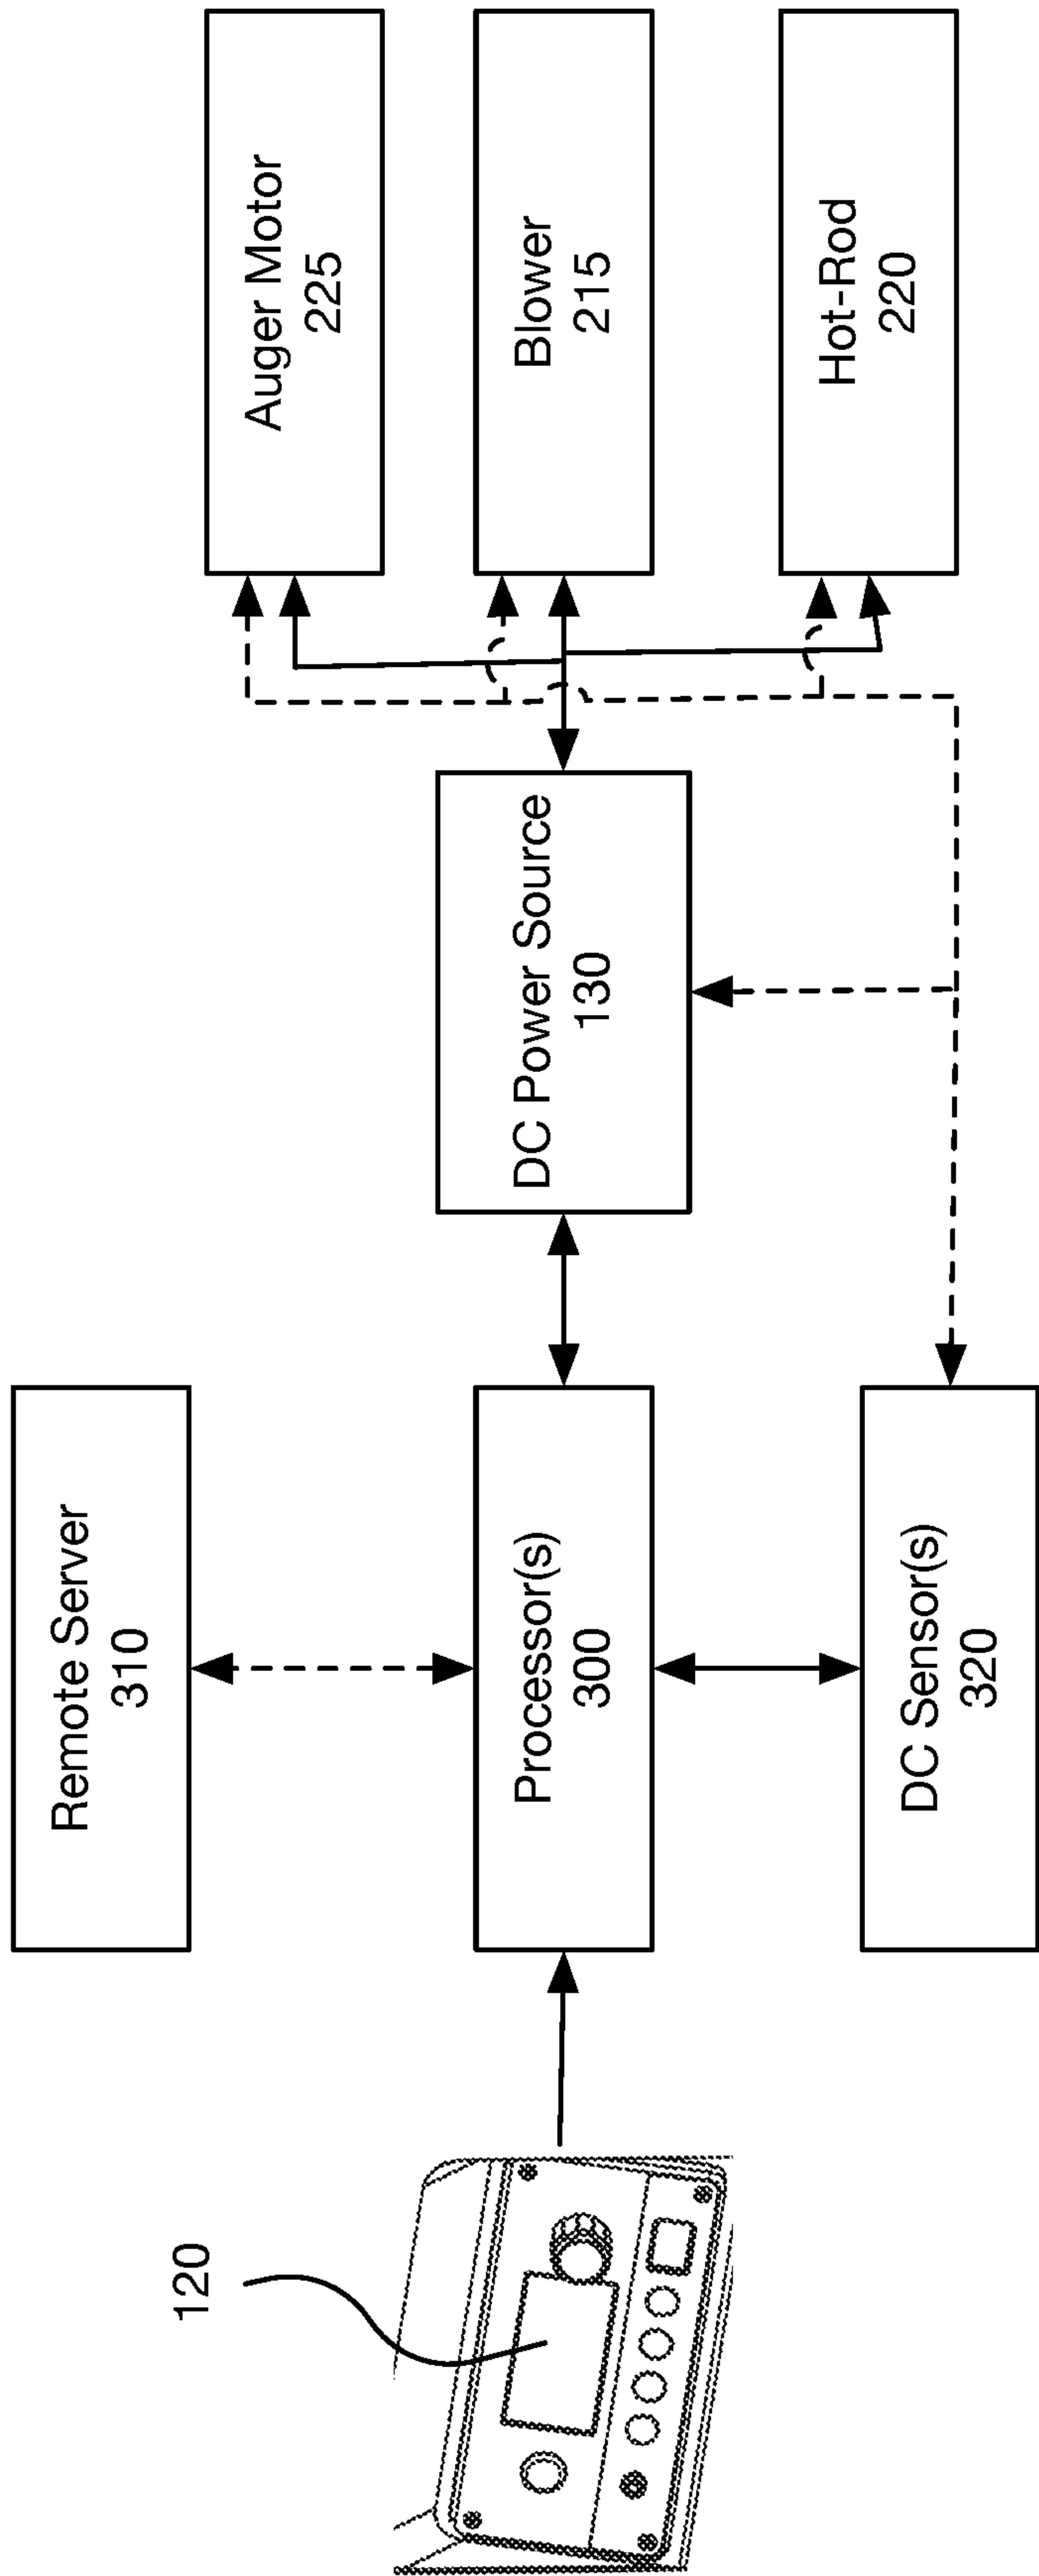 120
Remote Server
310
Processor(s)
300
DC Sensor(s)
320
DC Power Source
130
Auger Motor
225
Blower
215
Hot-Rod
220